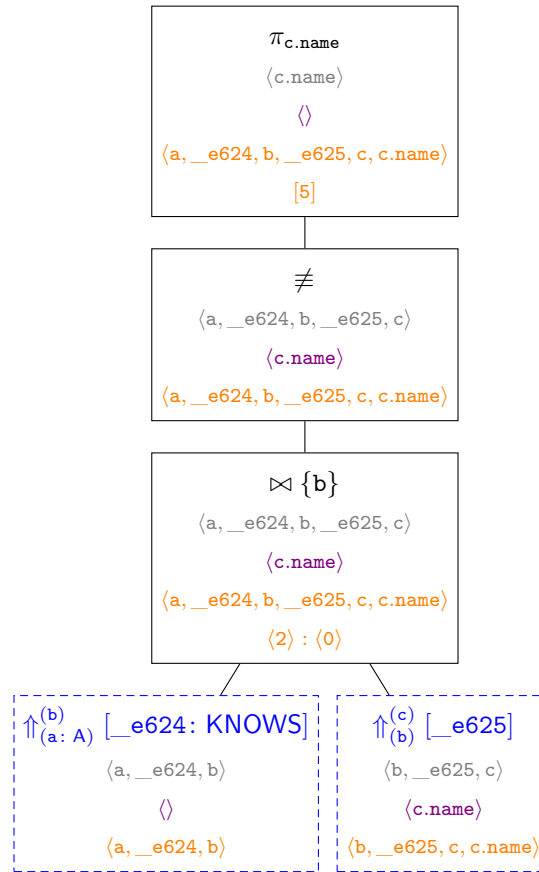 π c.name
⟨c.name⟩
⟨⟩
⟨a, __e624, b, __e625, c, c.name⟩
[5]
≢
⟨a, __e624, b, __e625, c⟩
⟨c.name⟩
⟨a, __e624, b, __e625, c, c.name⟩
⋈ {b}
⟨a, __e624, b, __e625, c⟩
⟨c.name⟩
⟨a, __e624, b, __e625, c, c.name⟩
⟨2⟩ : ⟨0⟩
⇑ (b) (a: A) [__e624: KNOWS]
⟨a, __e624, b⟩
⟨⟩
⟨a, __e624, b⟩
⇑ (c) (b) [__e625]
⟨b, __e625, c⟩
⟨c.name⟩
⟨b, __e625, c, c.name⟩